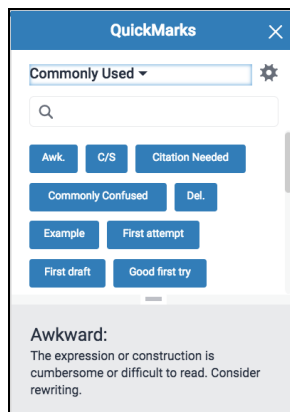 QuickMarks
Commonly Used
Awk. C/S Citation Needed
Commonly Confused Del.
Example First attempt
First draft Good first try
Awkward:
The expression or construction is
cumbersome or difficult to read. Consider
rewriting.